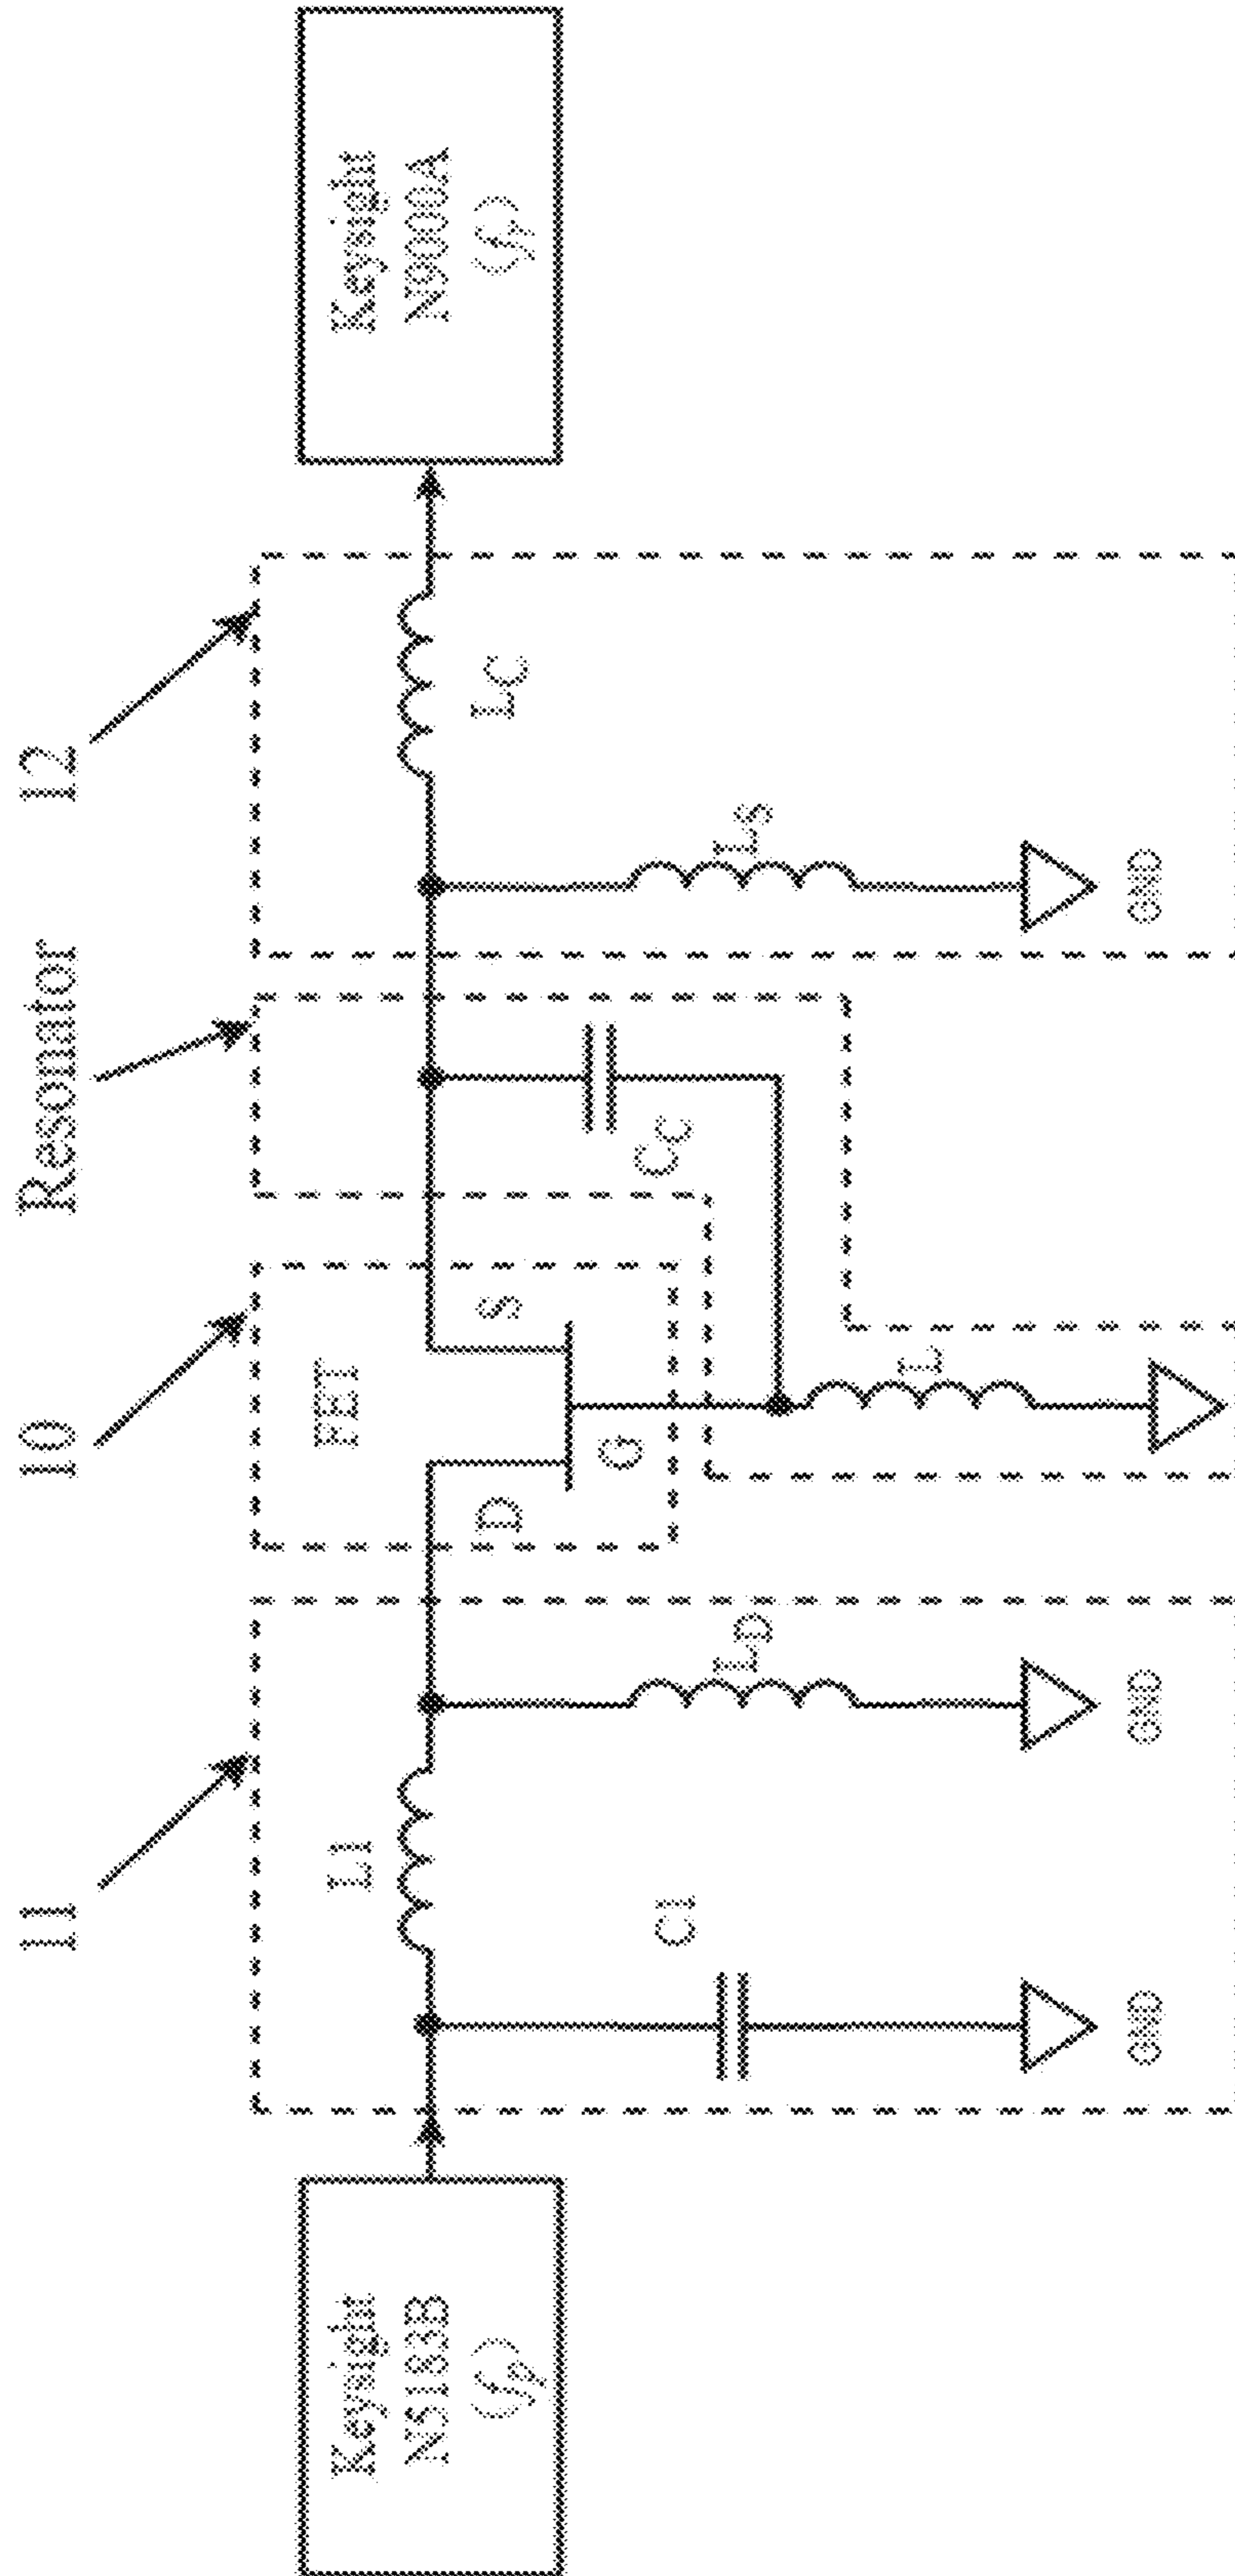 11
10
Resonator
12
Keysight
N5183B
(fp)
L1
C1
LD
GND
GND
FET
D
S
G
CC
L
LS
LC
GND
Keysight
N9000A
(fr)